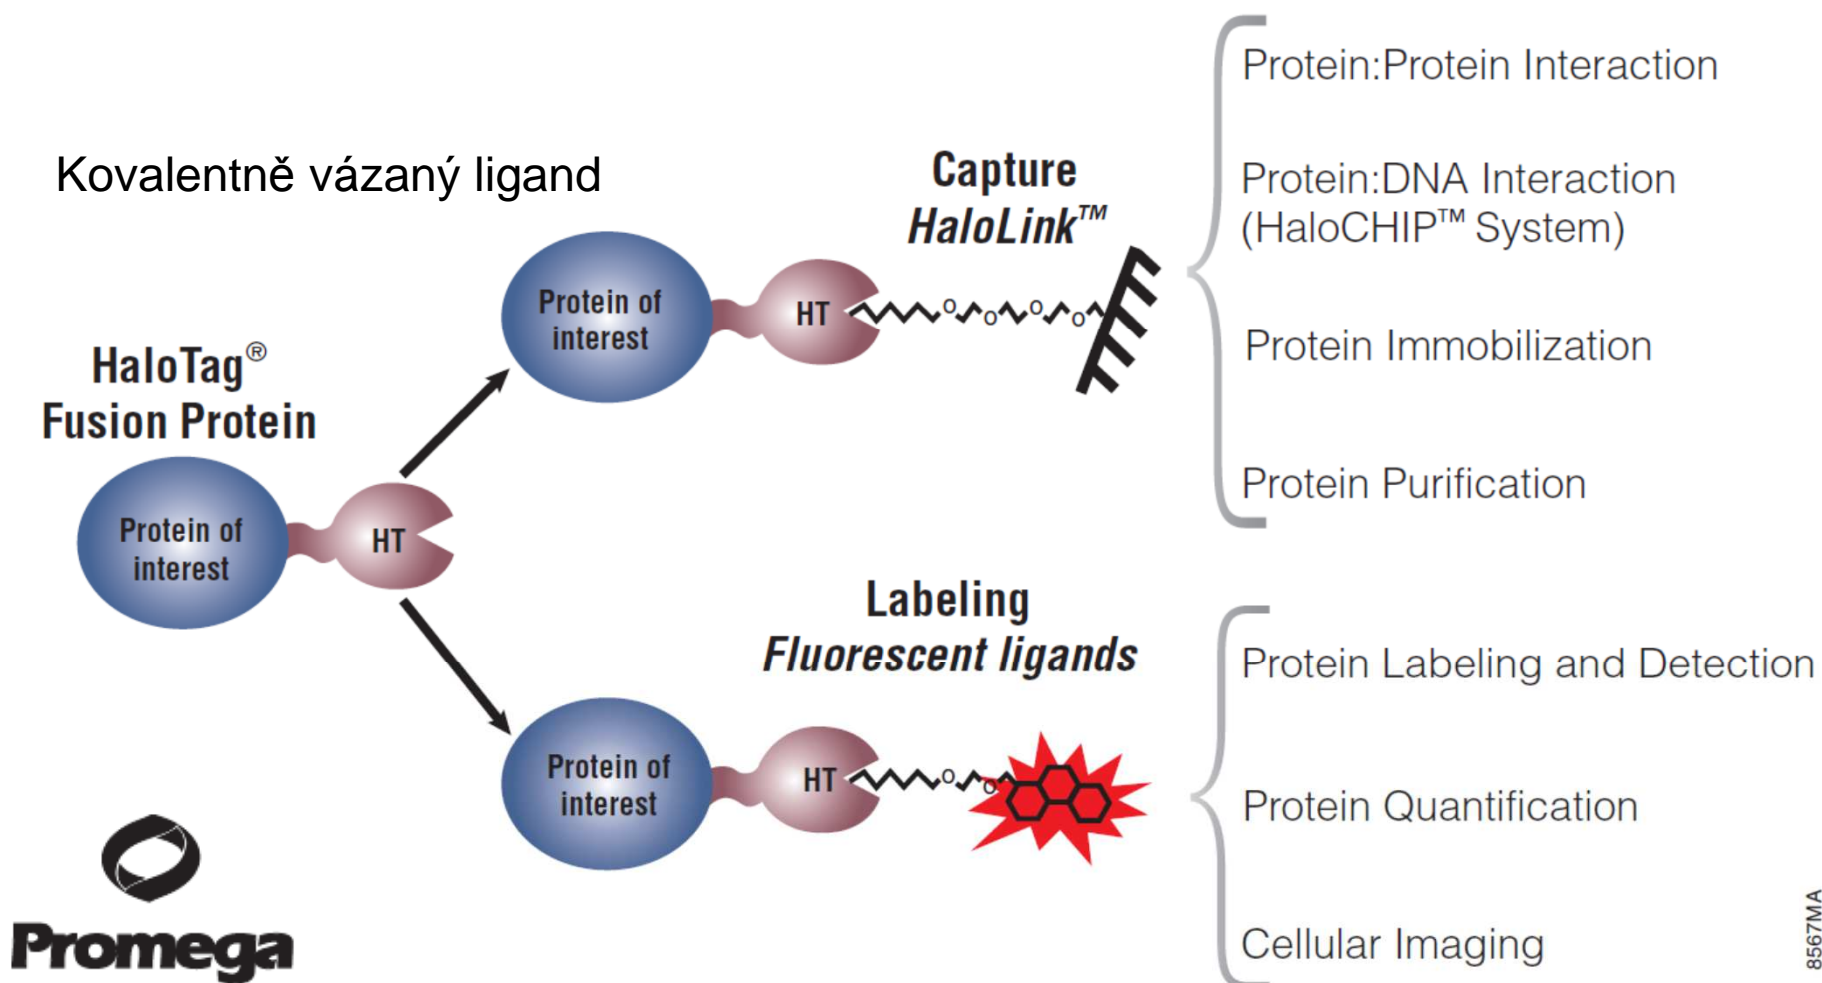 Kovalentně vázaný ligand
HaloTag®
Fusion Protein
Protein of
interest
HT
Capture
HaloLink™
Protein of
interest
HT
o
o
o
o
Protein:Protein Interaction
Protein:DNA Interaction
(HaloCHIP™ System)
Protein Immobilization
Protein Purification
Labeling
Fluorescent ligands
Protein of
interest
HT
o
o
Protein Labeling and Detection
Protein Quantification
Cellular Imaging
Promega
8567MA